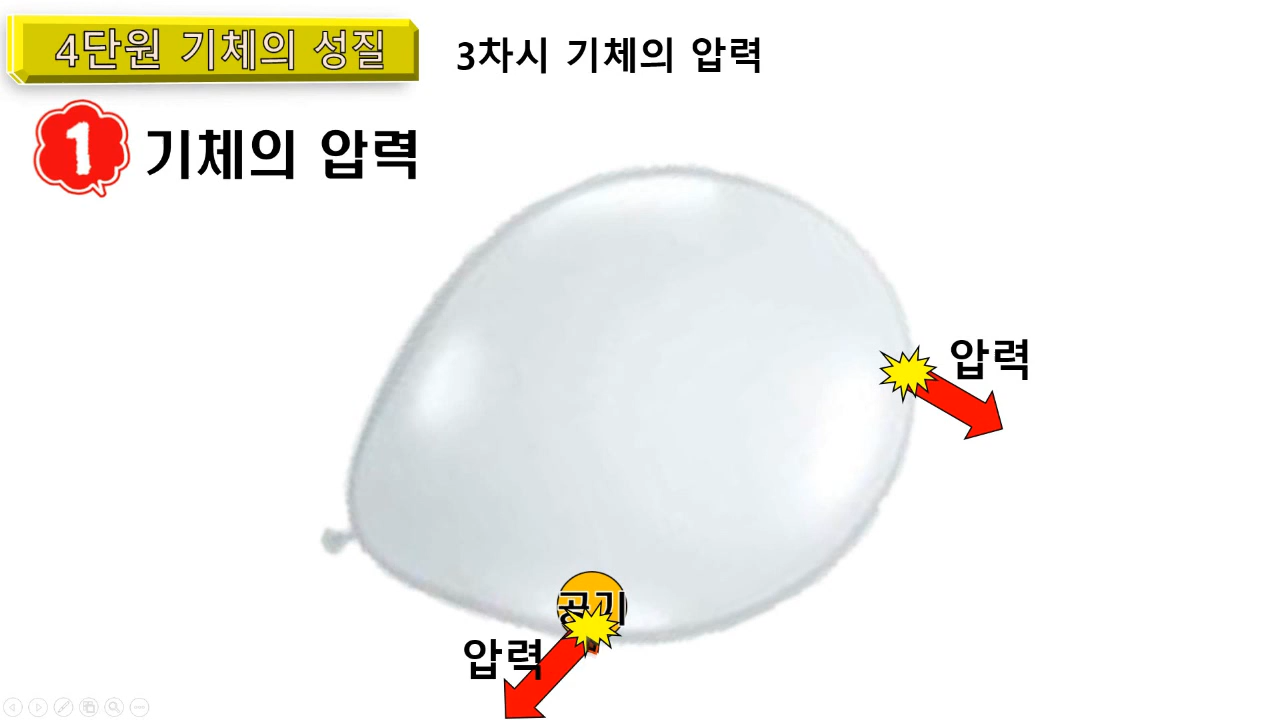 4단원 기체의 성질
3차시 기체의 압력
1 기체의 압력
압력
공기
압력